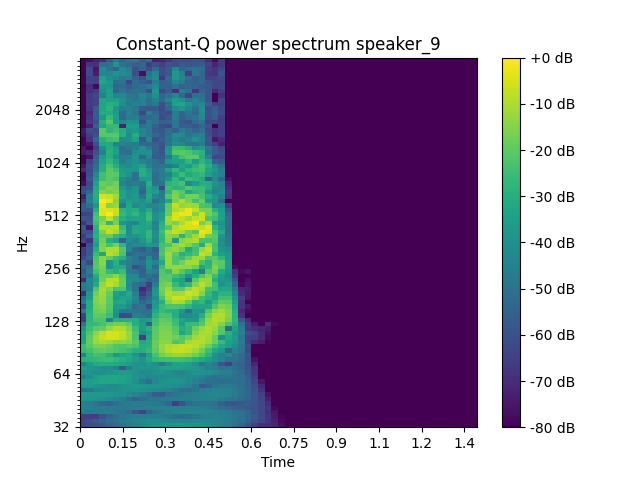 Constant-Q power spectrum speaker_9
Hz
2048
1024
512
256
128
64
32
0 0.15 0.3 0.45 0.6 0.75 0.9 1.1 1.2 1.4
Time
+0 dB
-10 dB
-20 dB
-30 dB
-40 dB
-50 dB
-60 dB
-70 dB
-80 dB